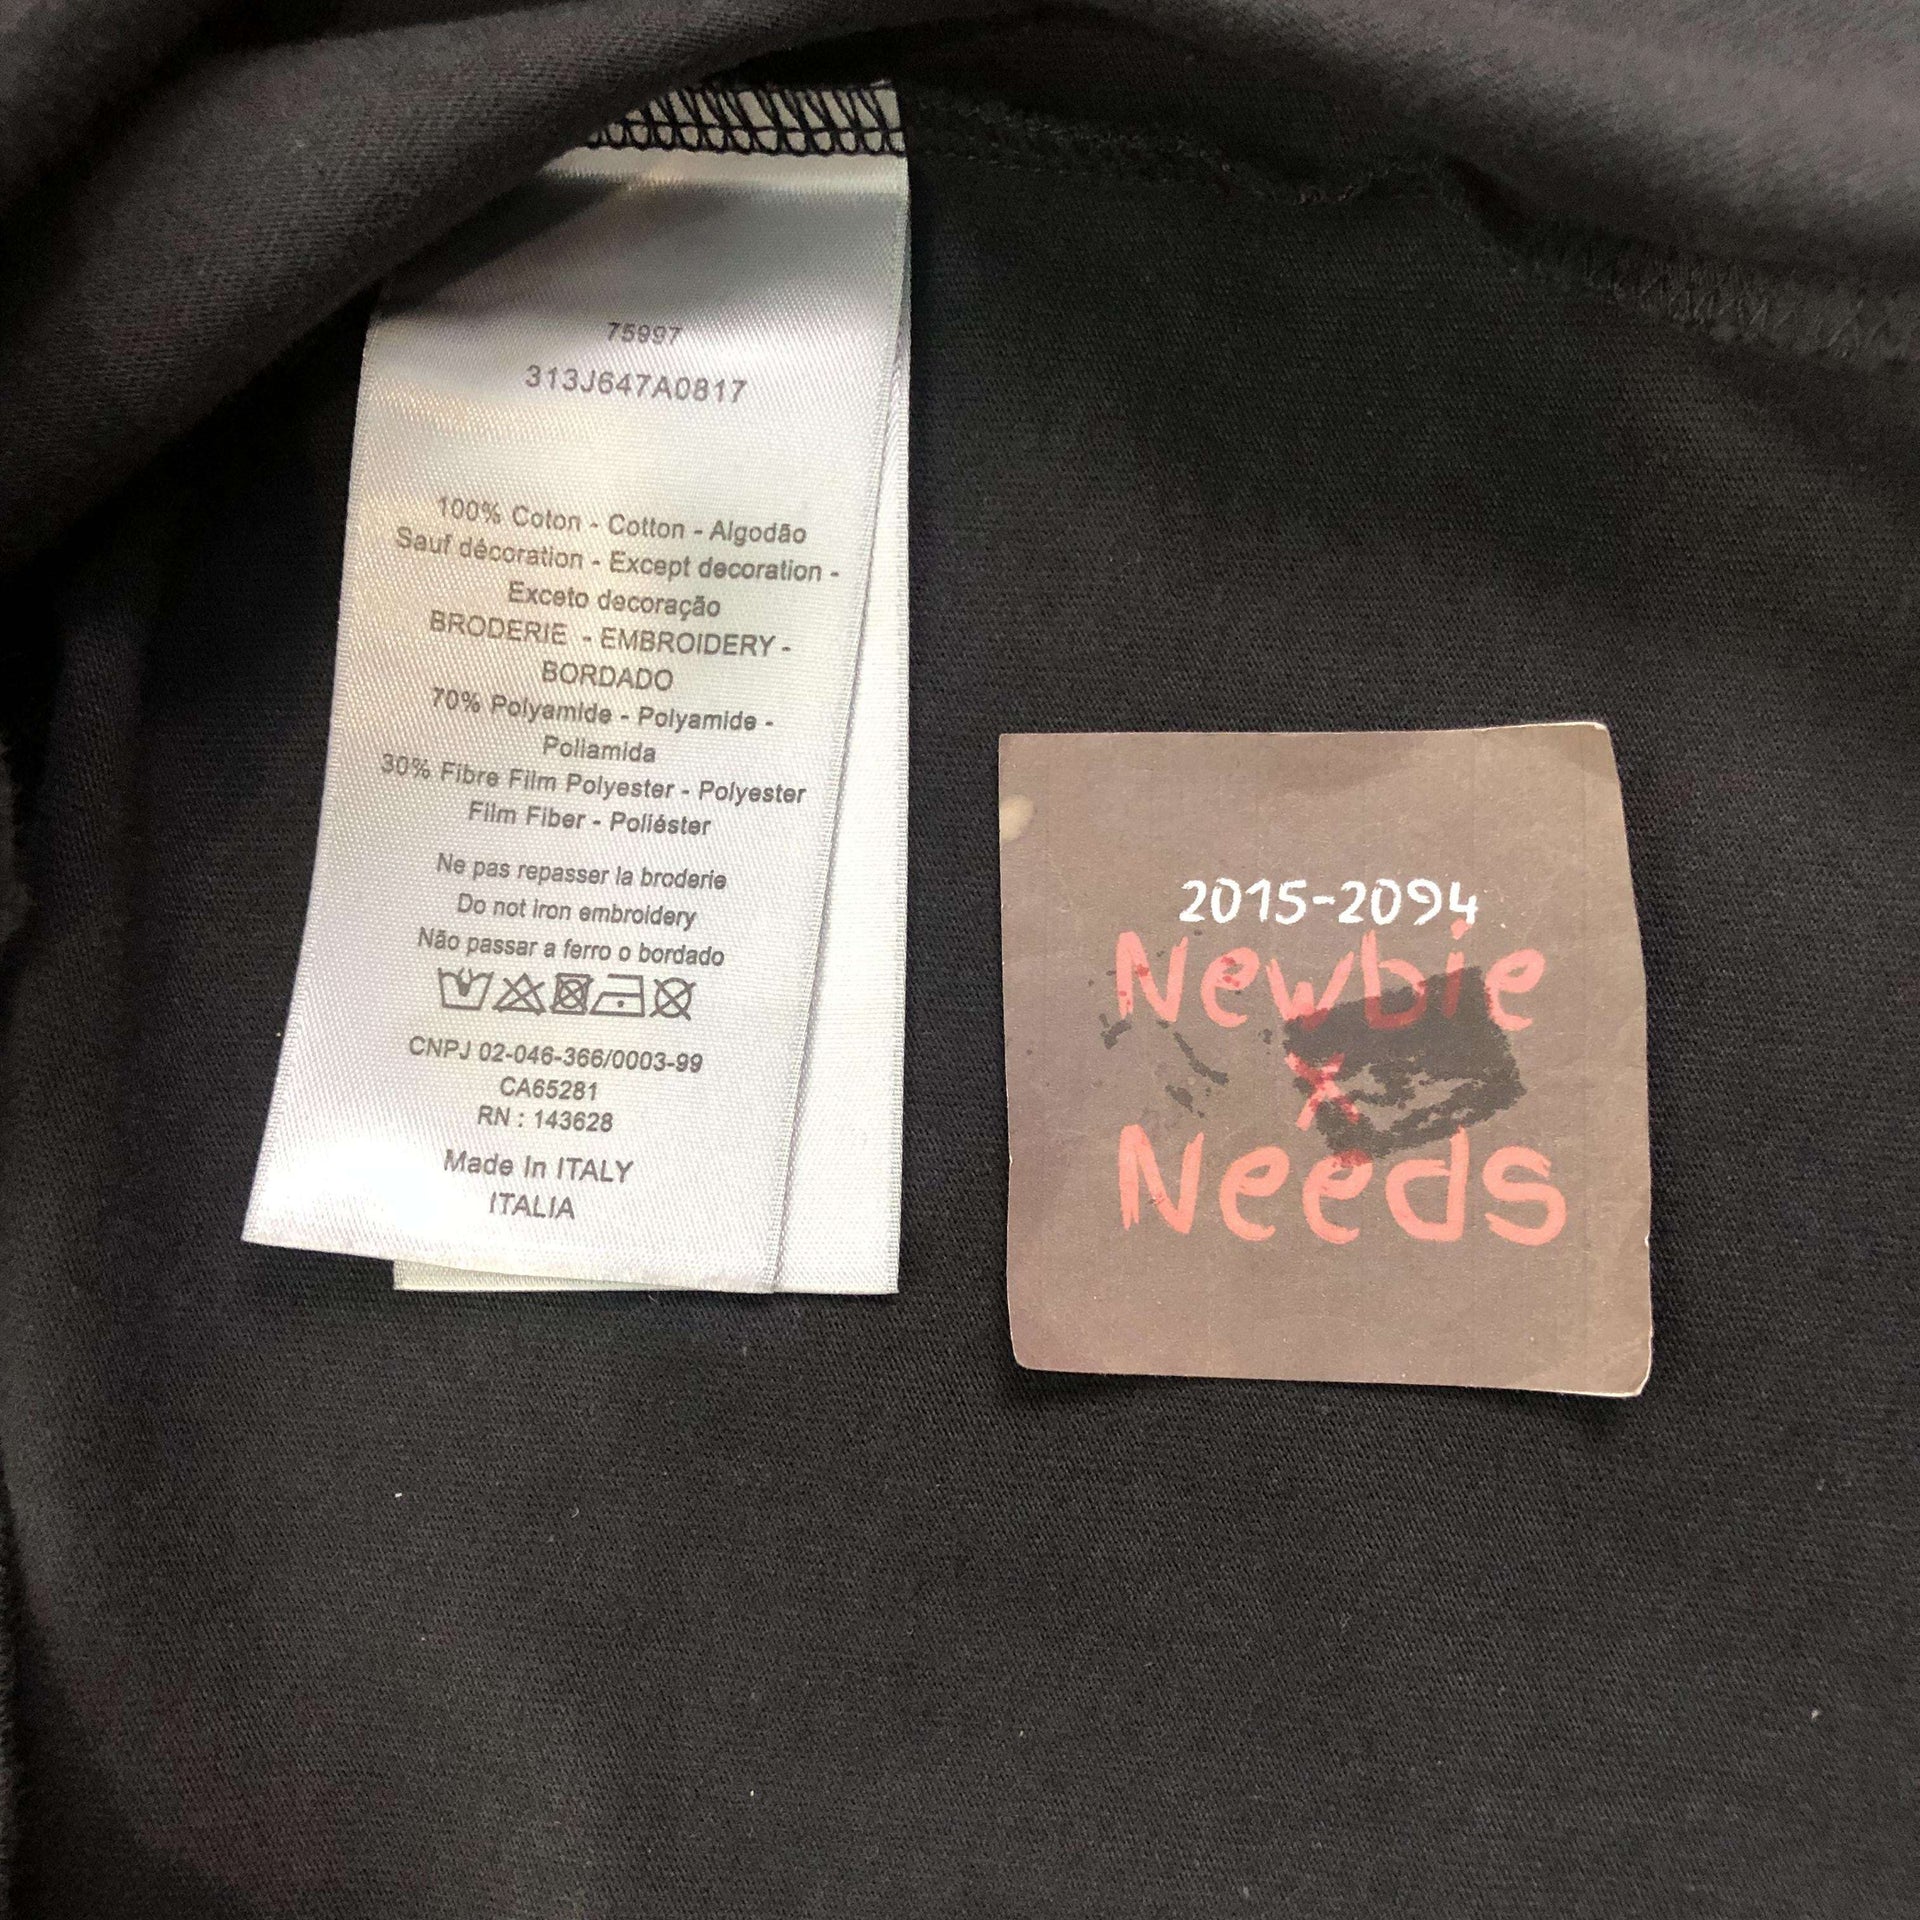 75997
313J647A0817
100% Coton - Cotton - Algodão
Sauf décoration - Except decoration -
Exceto decoração
BRODERIE - EMBROIDERY -
BORDADO
70% Polyamide - Polyamide -
Poliamida
30% Fibre Film Polyester - Polyester
Film Fiber - Poliéster
Ne pas repasser la broderie
Do not iron embroidery
Não passar a ferro o bordado
CNPJ 02-046-366/0003-99
CA65281
RN : 143628
Made In ITALY
ITALIA
2015-2094
Newbie
x
Needs